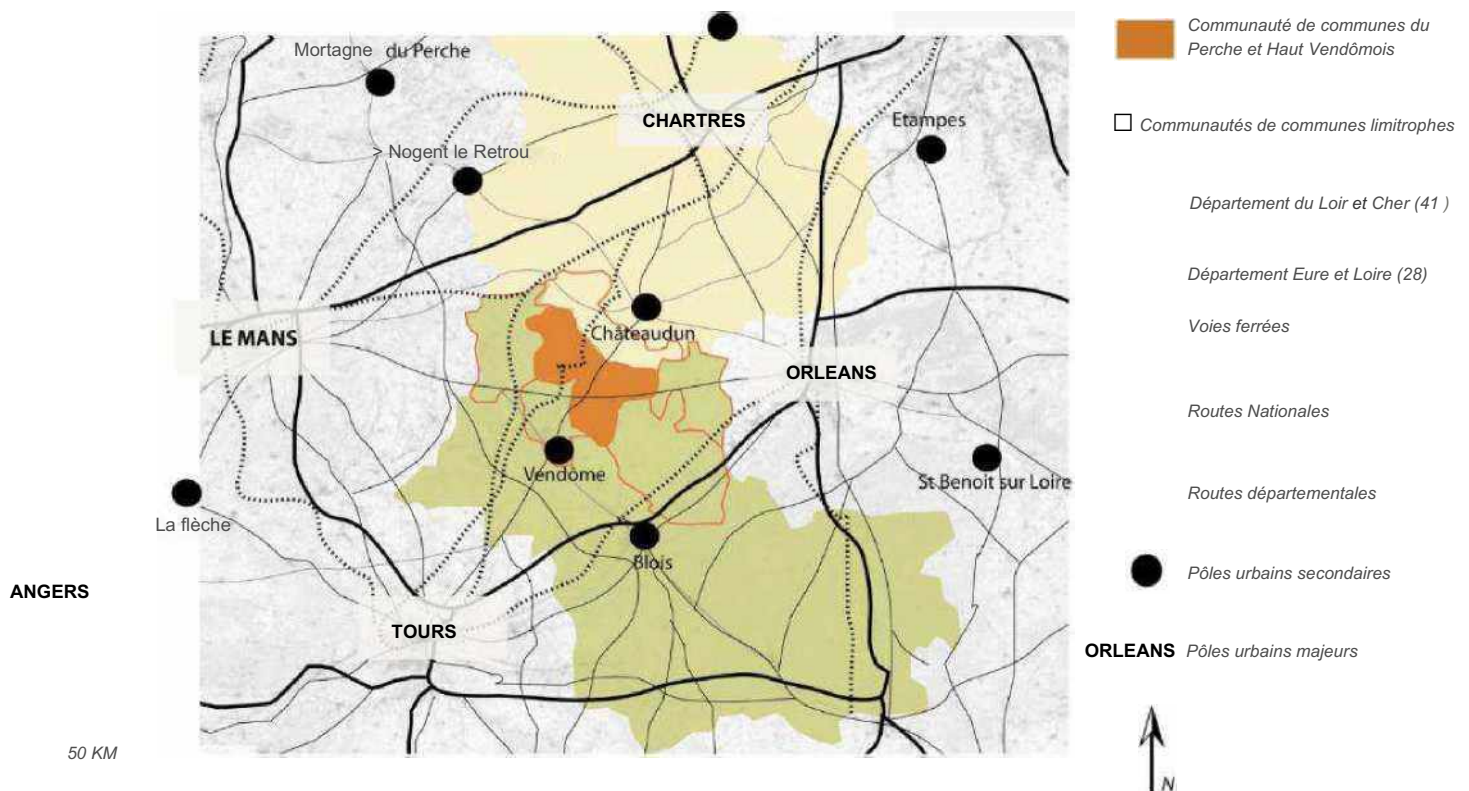 Mortagne du Perche
CHARTRES
Etampes
> Nogent le Retrou
LE MANS
Châteaudun
ORLEANS
Vendôme
St Benoit sur Loire
La flèche
Blois
ANGERS
TOURS
50 KM
Communauté de communes du
Perche et Haut Vendômois
Communautés de communes limitrophes
Département du Loir et Cher (41 )
Département Eure et Loire (28)
Voies ferrées
Routes Nationales
Routes départementales
Pôles urbains secondaires
ORLEANS Pôles urbains majeurs
N